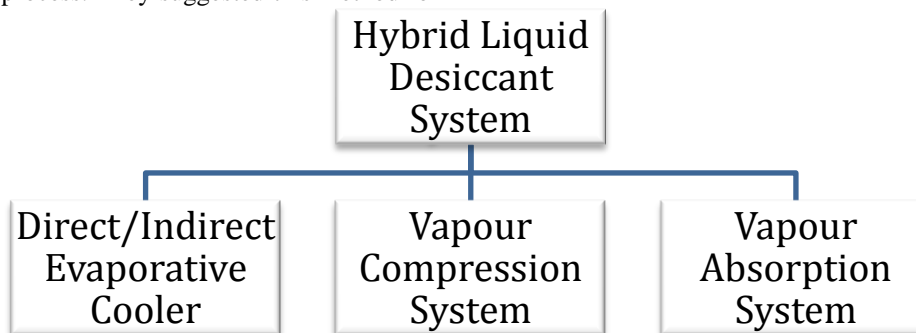 Hybrid Liquid
Desiccant
System
Direct/Indirect
Evaporative
Cooler
Vapour
Compression
System
Vapour
Absorption
System